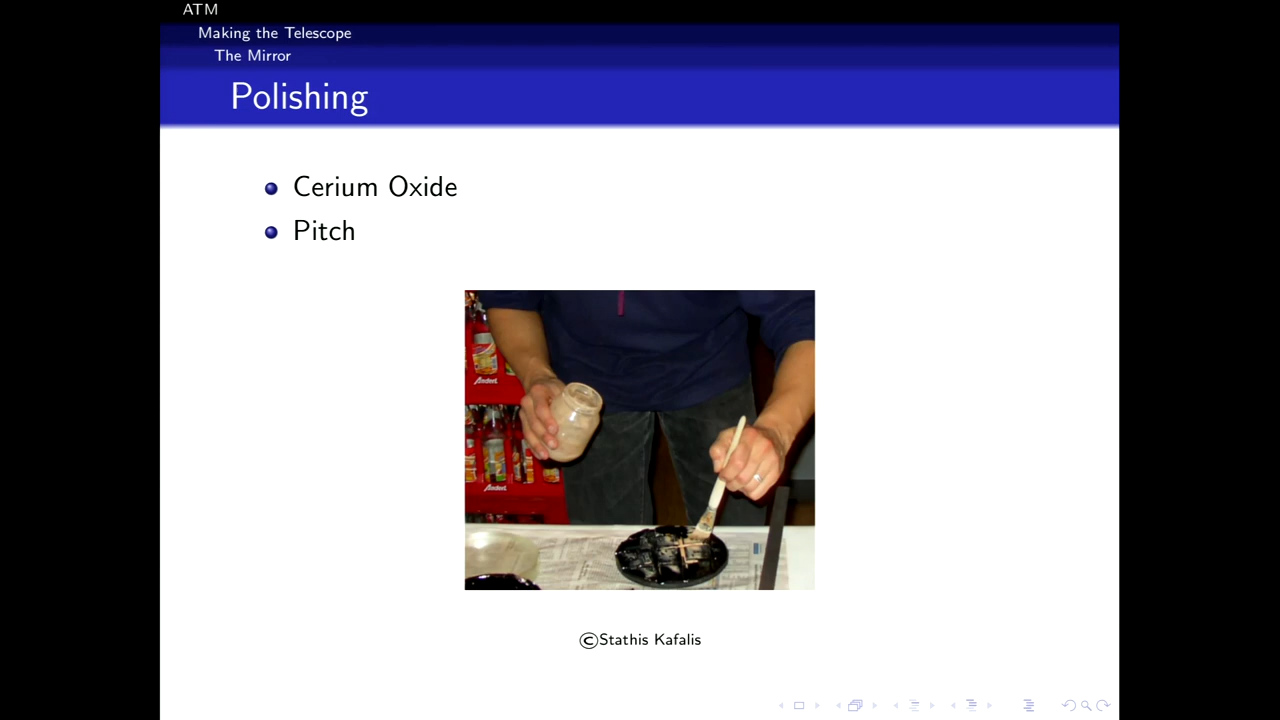 ATM
Making the Telescope
The Mirror
Polishing
Cerium Oxide
Pitch
©Stathis Kafalis